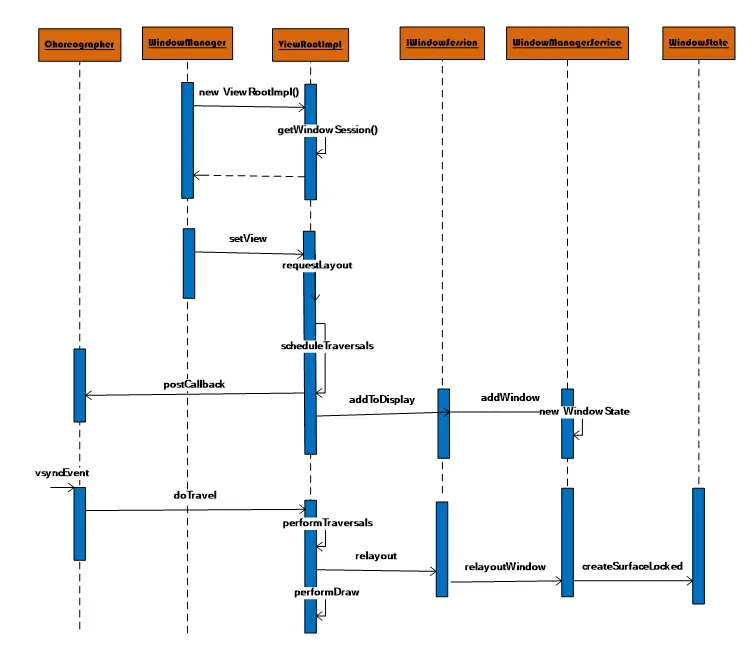 Choreographer
WindowManager
ViewRootImpl
IWindowSession
WindowManagerService
WindowState
new ViewRootImpl()
getWindowSession()
setView
requestLayout
scheduleTraversals
postCallback
addToDisplay
addWindow
new WindowState
vsyncEvent
doTravel
performTraversals
relayout
relayoutWindow
createSurfaceLocked
performDraw